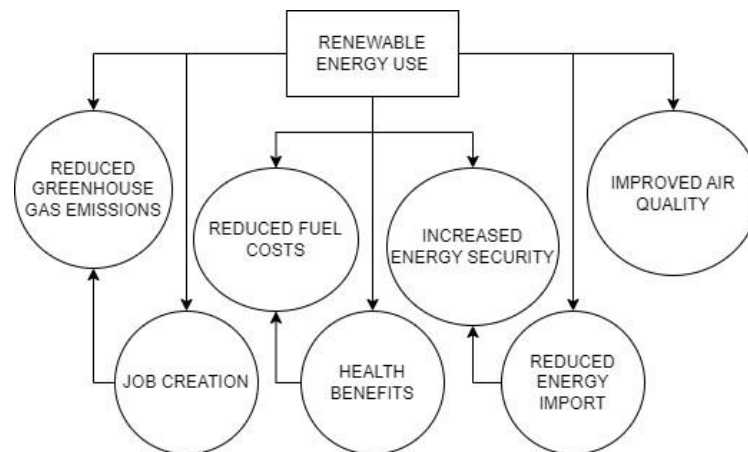 RENEWABLE
ENERGY USE
REDUCED
GREENHOUSE
GAS EMISSIONS
REDUCED FUEL
COSTS
INCREASED
ENERGY SECURITY
IMPROVED AIR
QUALITY
JOB CREATION
HEALTH
BENEFITS
REDUCED
ENERGY
IMPORT